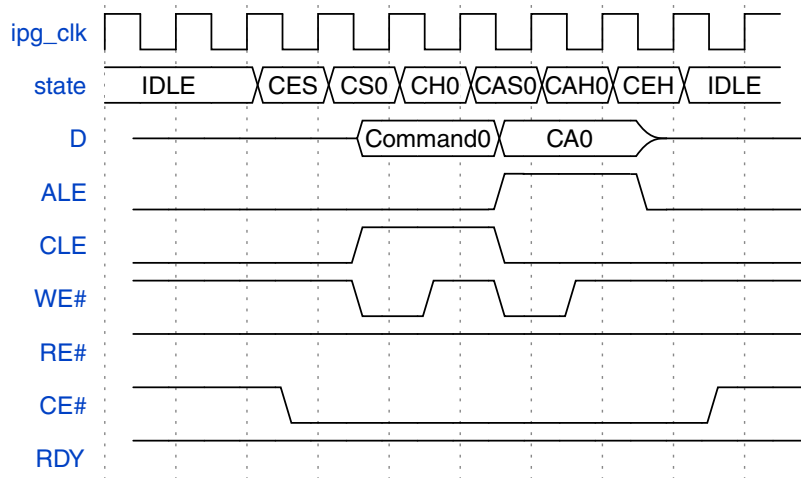 ipg_clk
state IDLE CES CS0 CH0 CAS0 CAH0 CEH IDLE
D Command0 CA0
ALE
CLE
WE#
RE#
CE#
RDY